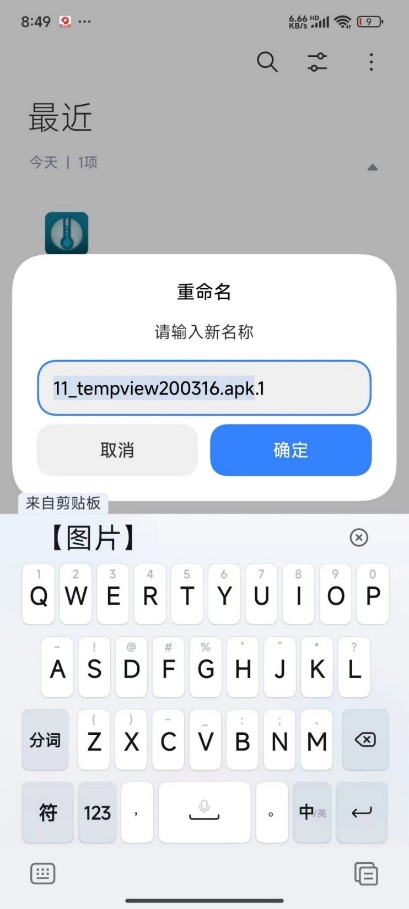 8:49 ··· 6.66 KB/s HD 9
最近
今天 | 1项
重命名
请输入新名称
11_tempview200316.apk.1
取消 确定
来自剪贴板
【图片】
1 2 3 4 5 6 7 8 9 0
Q W E R T Y U I O P
~ ! @ # % " " * ?
A S D F G H J K L
( ) - _ : ; 、
分词 Z X C V B N M
符 123 , 。 中/英